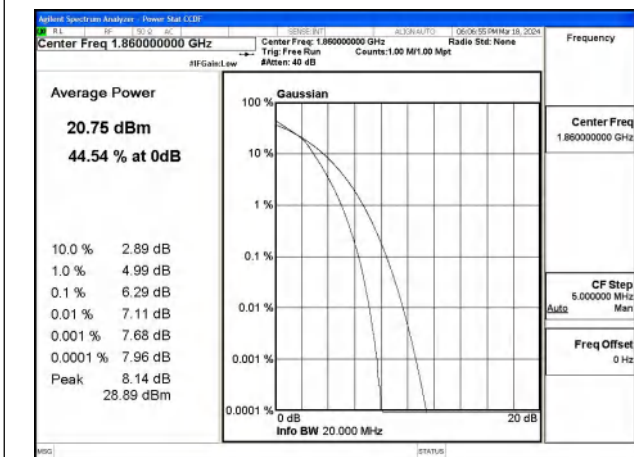 Agilent Spectrum Analyzer - Power Stat CCDF
RL RF 50 Ω AC SENSE:INT ALIGNAUTO 06:06:55 PM Mar 18, 2024
Center Freq 1.860000000 GHz
Center Freq: 1.860000000 GHz Radio Std: None
Trig: Free Run Counts:1.00 M/1.00 Mpt
#IFGain:Low #Atten: 40 dB
Frequency
Average Power
20.75 dBm
44.54 % at 0dB
10.0 % 2.89 dB
1.0 % 4.99 dB
0.1 % 6.29 dB
0.01 % 7.11 dB
0.001 % 7.68 dB
0.0001 % 7.96 dB
Peak 8.14 dB
28.89 dBm
Gaussian
100 %
10 %
1 %
0.1 %
0.01 %
0.001 %
0.0001 %
0 dB 20 dB
Info BW 20.000 MHz
Center Freq
1.860000000 GHz
CF Step
5.000000 MHz
Auto Man
Freq Offset
0 Hz
MSG STATUS